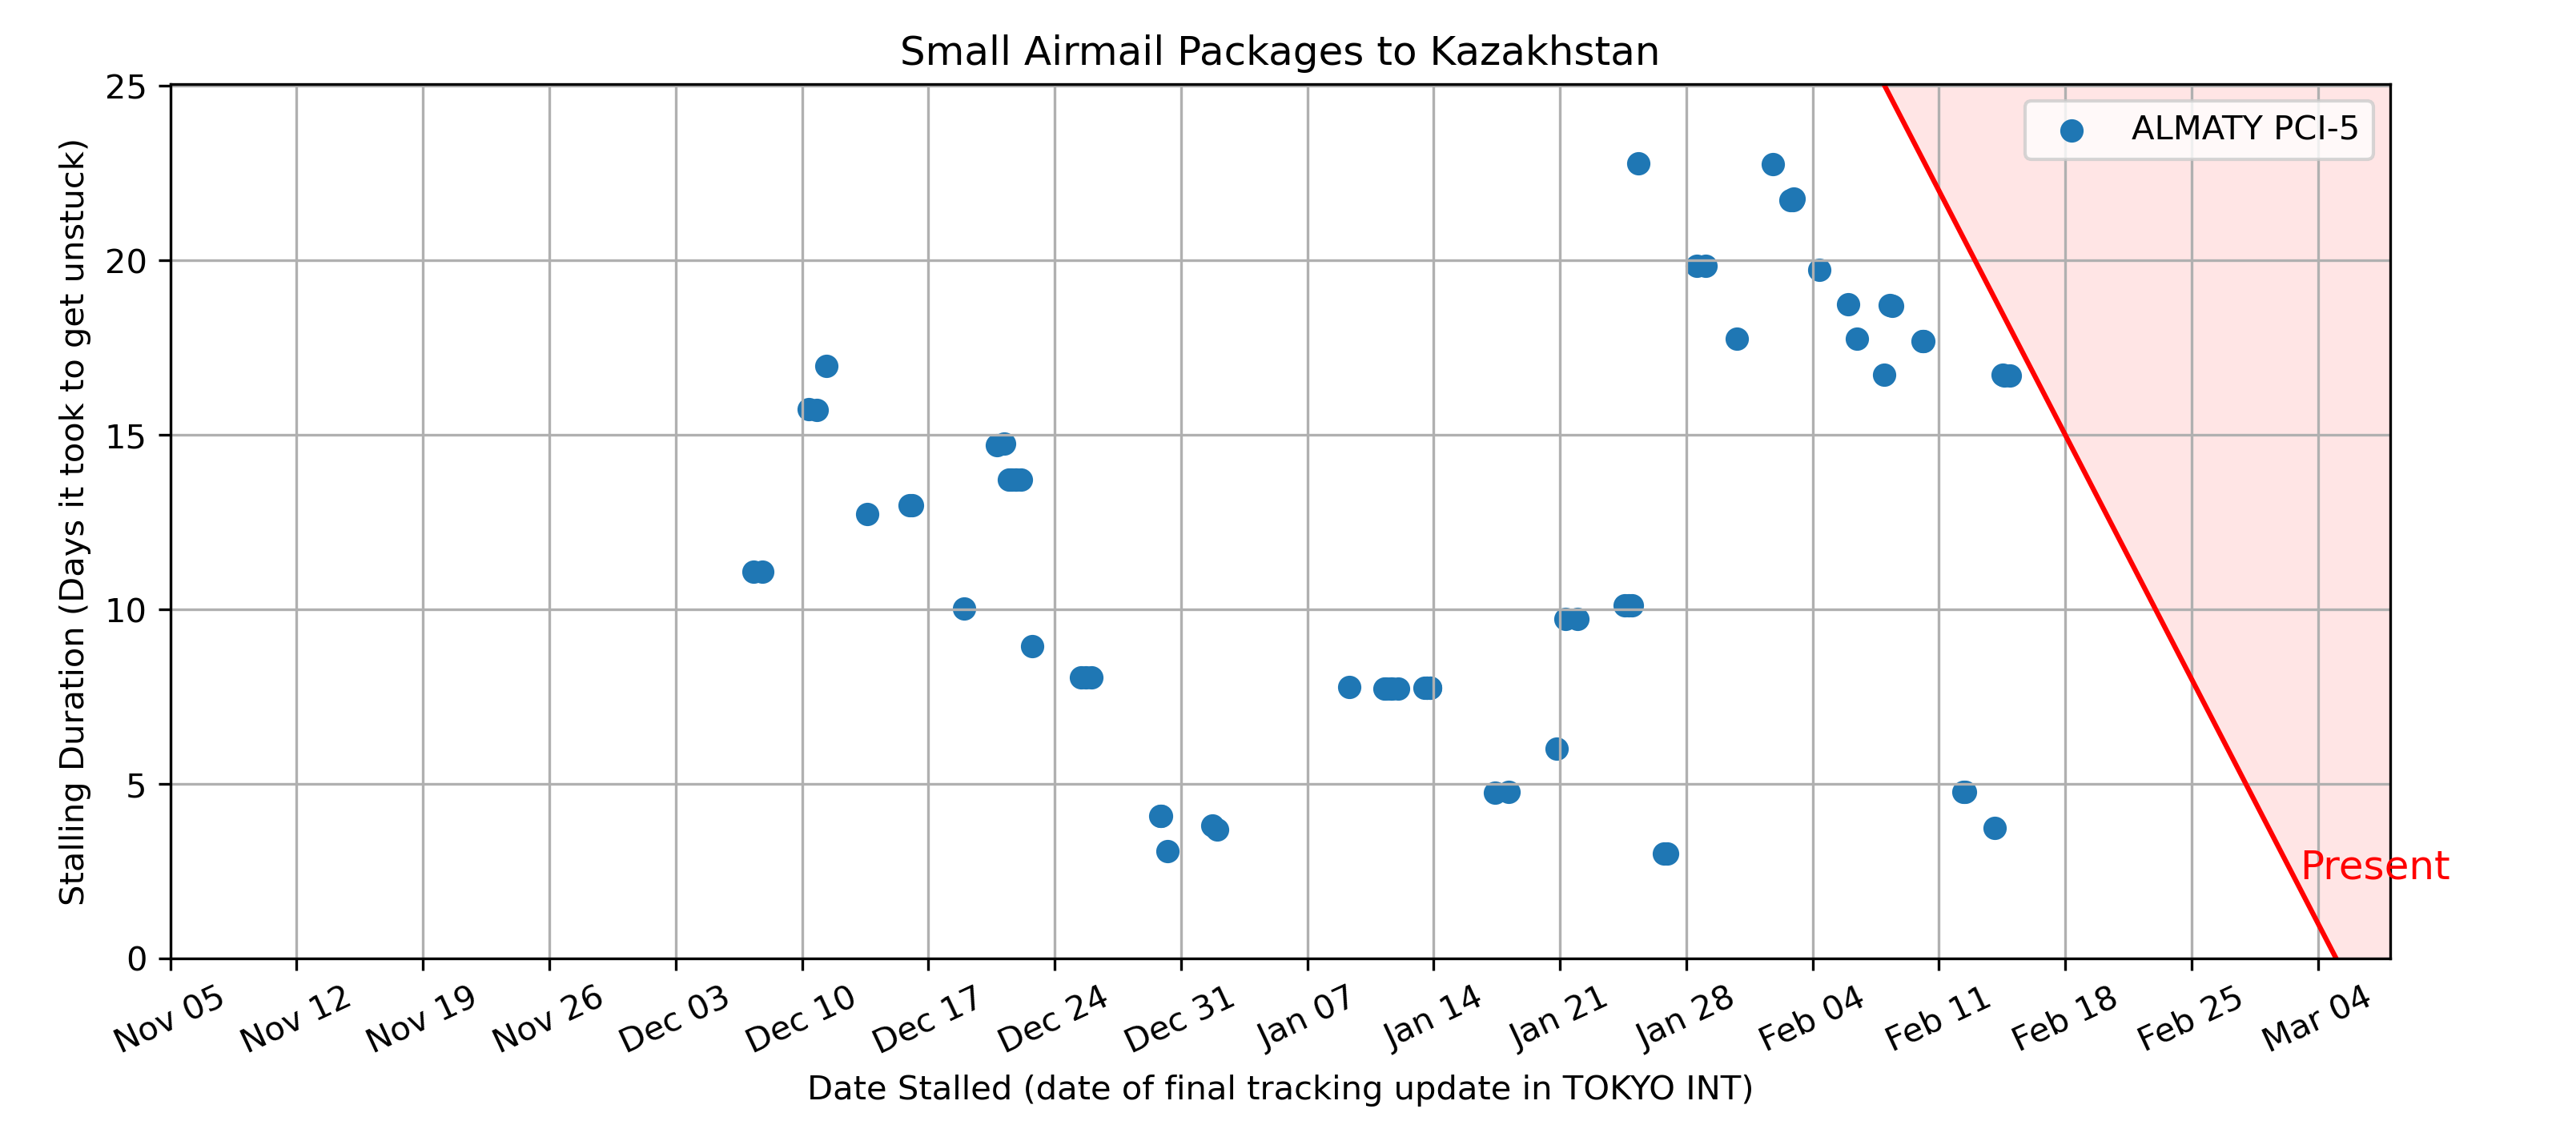 Small Airmail Packages to Kazakhstan
Stalling Duration (Days it took to get unstuck)
25
20
15
10
5
0
ALMATY PCI-5
Present
Nov 05
Nov 12
Nov 19
Nov 26
Dec 03
Dec 10
Dec 17
Dec 24
Dec 31
Jan 07
Jan 14
Jan 21
Jan 28
Feb 04
Feb 11
Feb 18
Feb 25
Mar 04
Date Stalled (date of final tracking update in TOKYO INT)